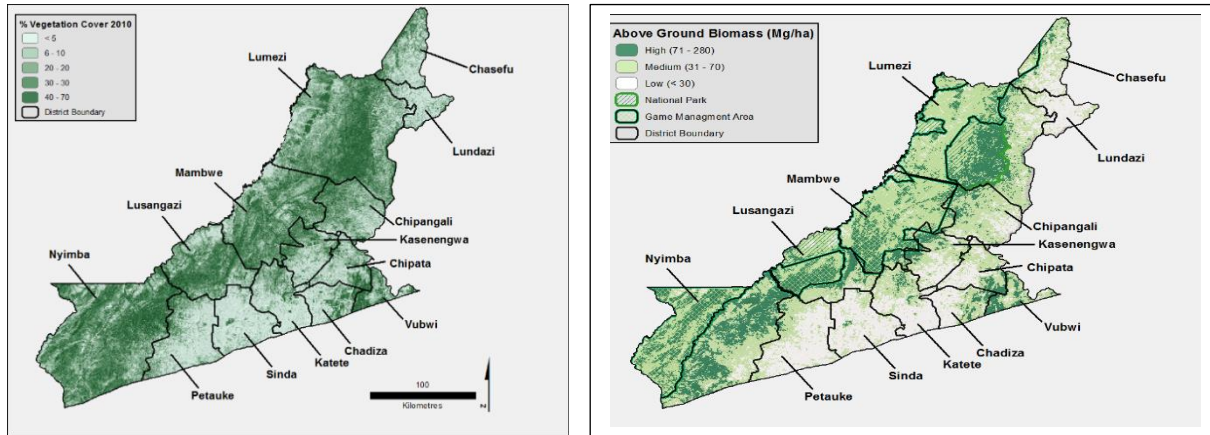 % Vegetation Cover 2010
< 5
6 - 10
20 - 20
30 - 30
40 - 70
District Boundary
Lumezi
Chasefu
Lundazi
Mambwe
Lusangazi
Chipangali
Kasenengwa
Nyimba
Chipata
Vubwi
Chadiza
Katete
Sinda
Petauke
100
Kilometres
Z
Above Ground Biomass (Mg/ha)
High (71 - 280)
Medium (31 - 70)
Low (< 30)
National Park
Game Managment Area
District Boundary
Lumezi
Chasefu
Lundazi
Mambwe
Lusangazi
Chipangali
Kasenengwa
Nyimba
Chipata
Vubwi
Chadiza
Katete
Sinda
Petauke